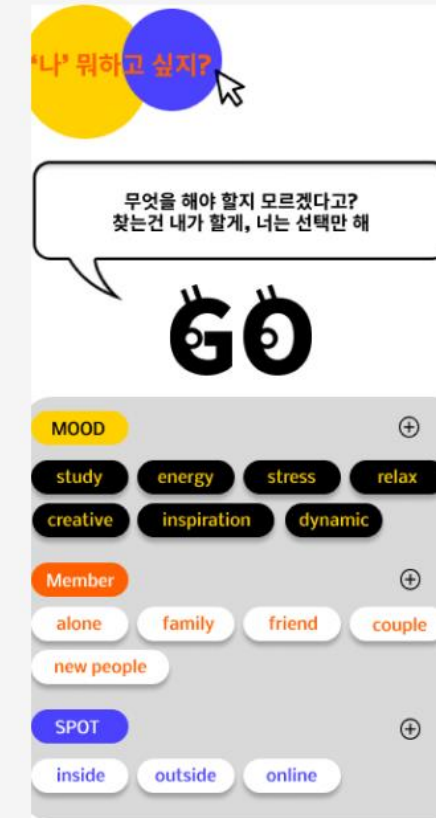 ‘나’ 뭐하고 싶지?
무엇을 해야 할지 모르겠다고?
찾는건 내가 할게, 너는 선택만 해
GO
MOOD
study energy stress relax
creative inspiration dynamic
Member
alone family friend couple
new people
SPOT
inside outside online